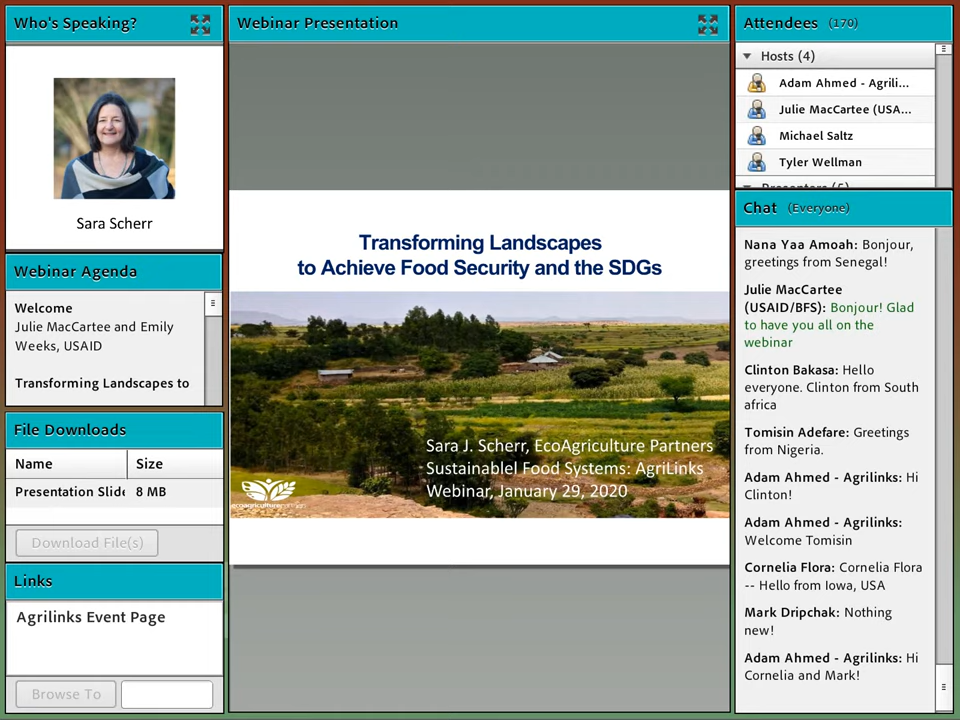 Who's Speaking?
Sara Scherr
Webinar Agenda
Welcome
Julie MacCartee and Emily
Weeks, USAID
Transforming Landscapes to
File Downloads
Name Size
Presentation Slide 8 MB
Download File(s)
Links
Agrilinks Event Page
Browse To
Webinar Presentation
Transforming Landscapes
to Achieve Food Security and the SDGs
Sara J. Scherr, EcoAgriculture Partners
Sustainablel Food Systems: AgriLinks
Webinar, January 29, 2020
ecoagriculture
Attendees (170)
Hosts (4)
Adam Ahmed - Agrili...
Julie MacCartee (USA...
Michael Saltz
Tyler Wellman
Presenters (5)
Chat (Everyone)
Nana Yaa Amoah: Bonjour,
greetings from Senegal!
Julie MacCartee
(USAID/BFS): Bonjour! Glad
to have you all on the
webinar
Clinton Bakasa: Hello
everyone. Clinton from South
africa
Tomisin Adefare: Greetings
from Nigeria.
Adam Ahmed - Agrilinks: Hi
Clinton!
Adam Ahmed - Agrilinks:
Welcome Tomisin
Cornelia Flora: Cornelia Flora
-- Hello from Iowa, USA
Mark Dripchak: Nothing
new!
Adam Ahmed - Agrilinks: Hi
Cornelia and Mark!